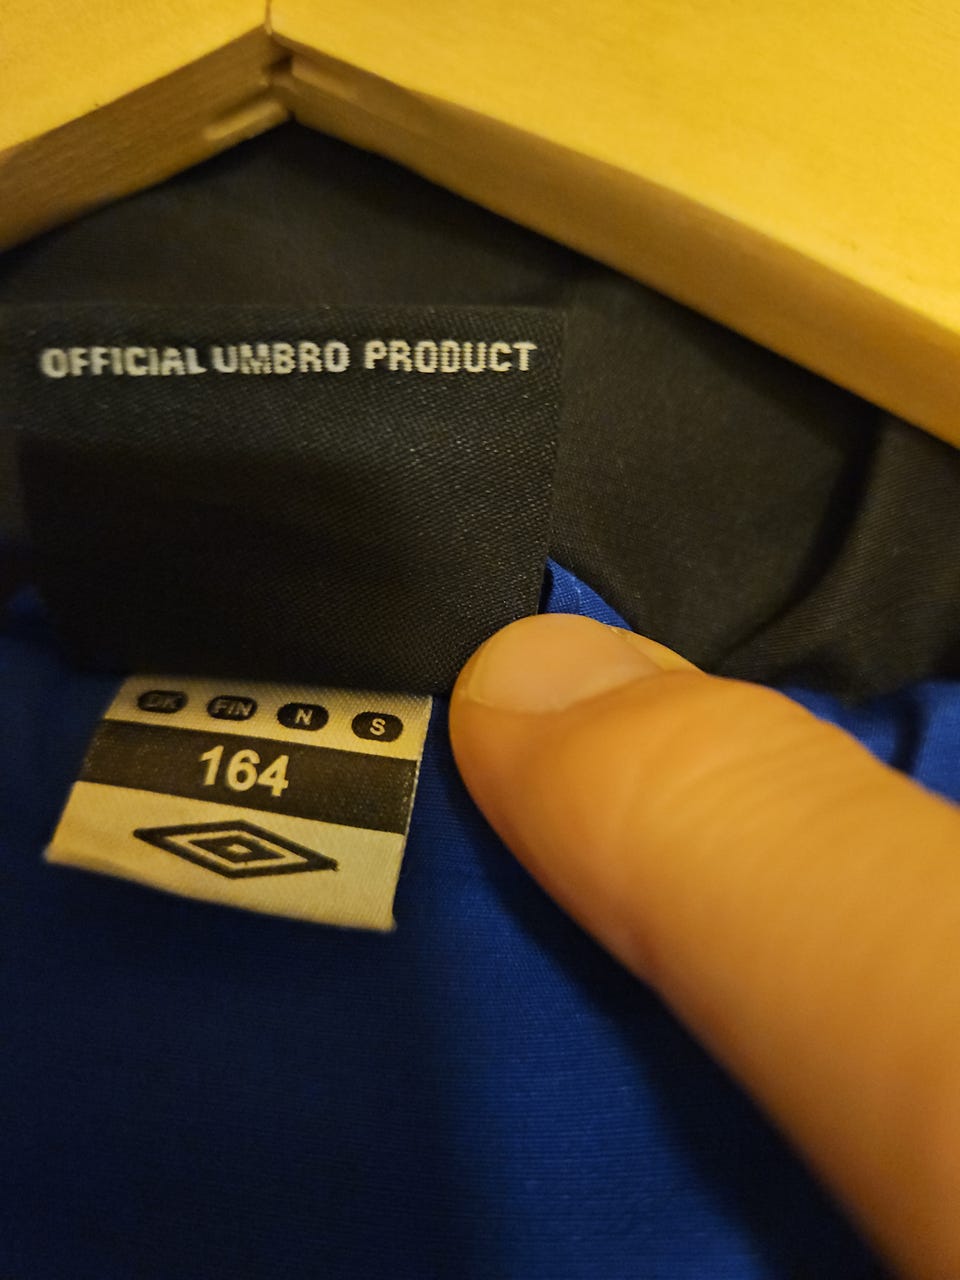 OFFICIAL UMBRO PRODUCT
DK FIN N S
164